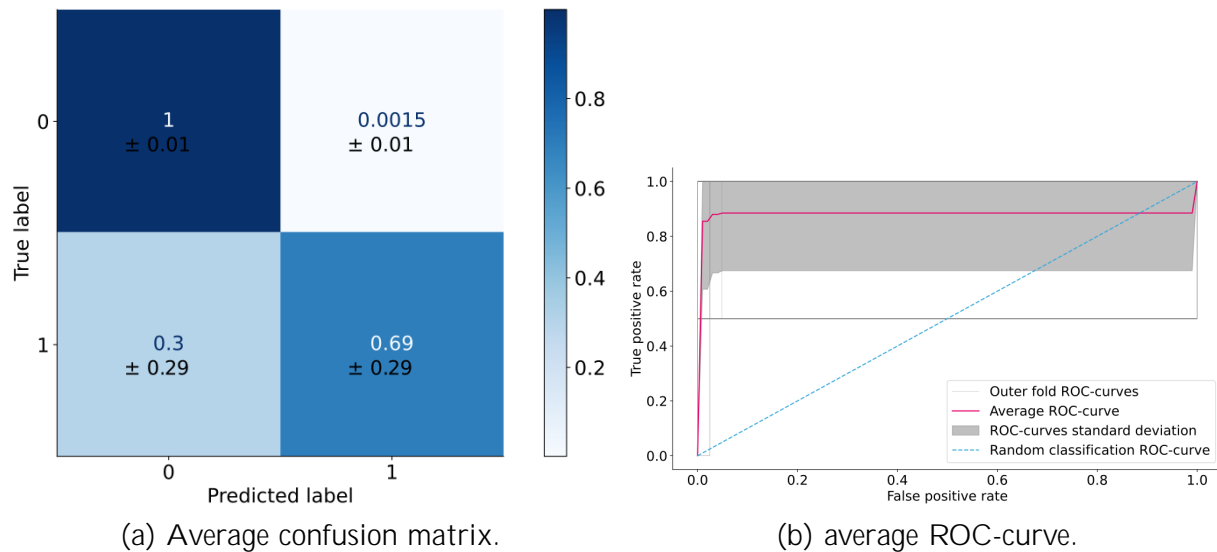 0
1
± 0.01
0.0015
± 0.01
1
0.3
± 0.29
0.69
± 0.29
True label
0
1
Predicted label
0.8
0.6
0.4
0.2
(a) Average confusion matrix.
1.0
0.8
0.6
0.4
0.2
0.0
True positive rate
0.0
0.2
0.4
0.6
0.8
1.0
False positive rate
Outer fold ROC-curves
Average ROC-curve
ROC-curves standard deviation
Random classification ROC-curve
(b) average ROC-curve.